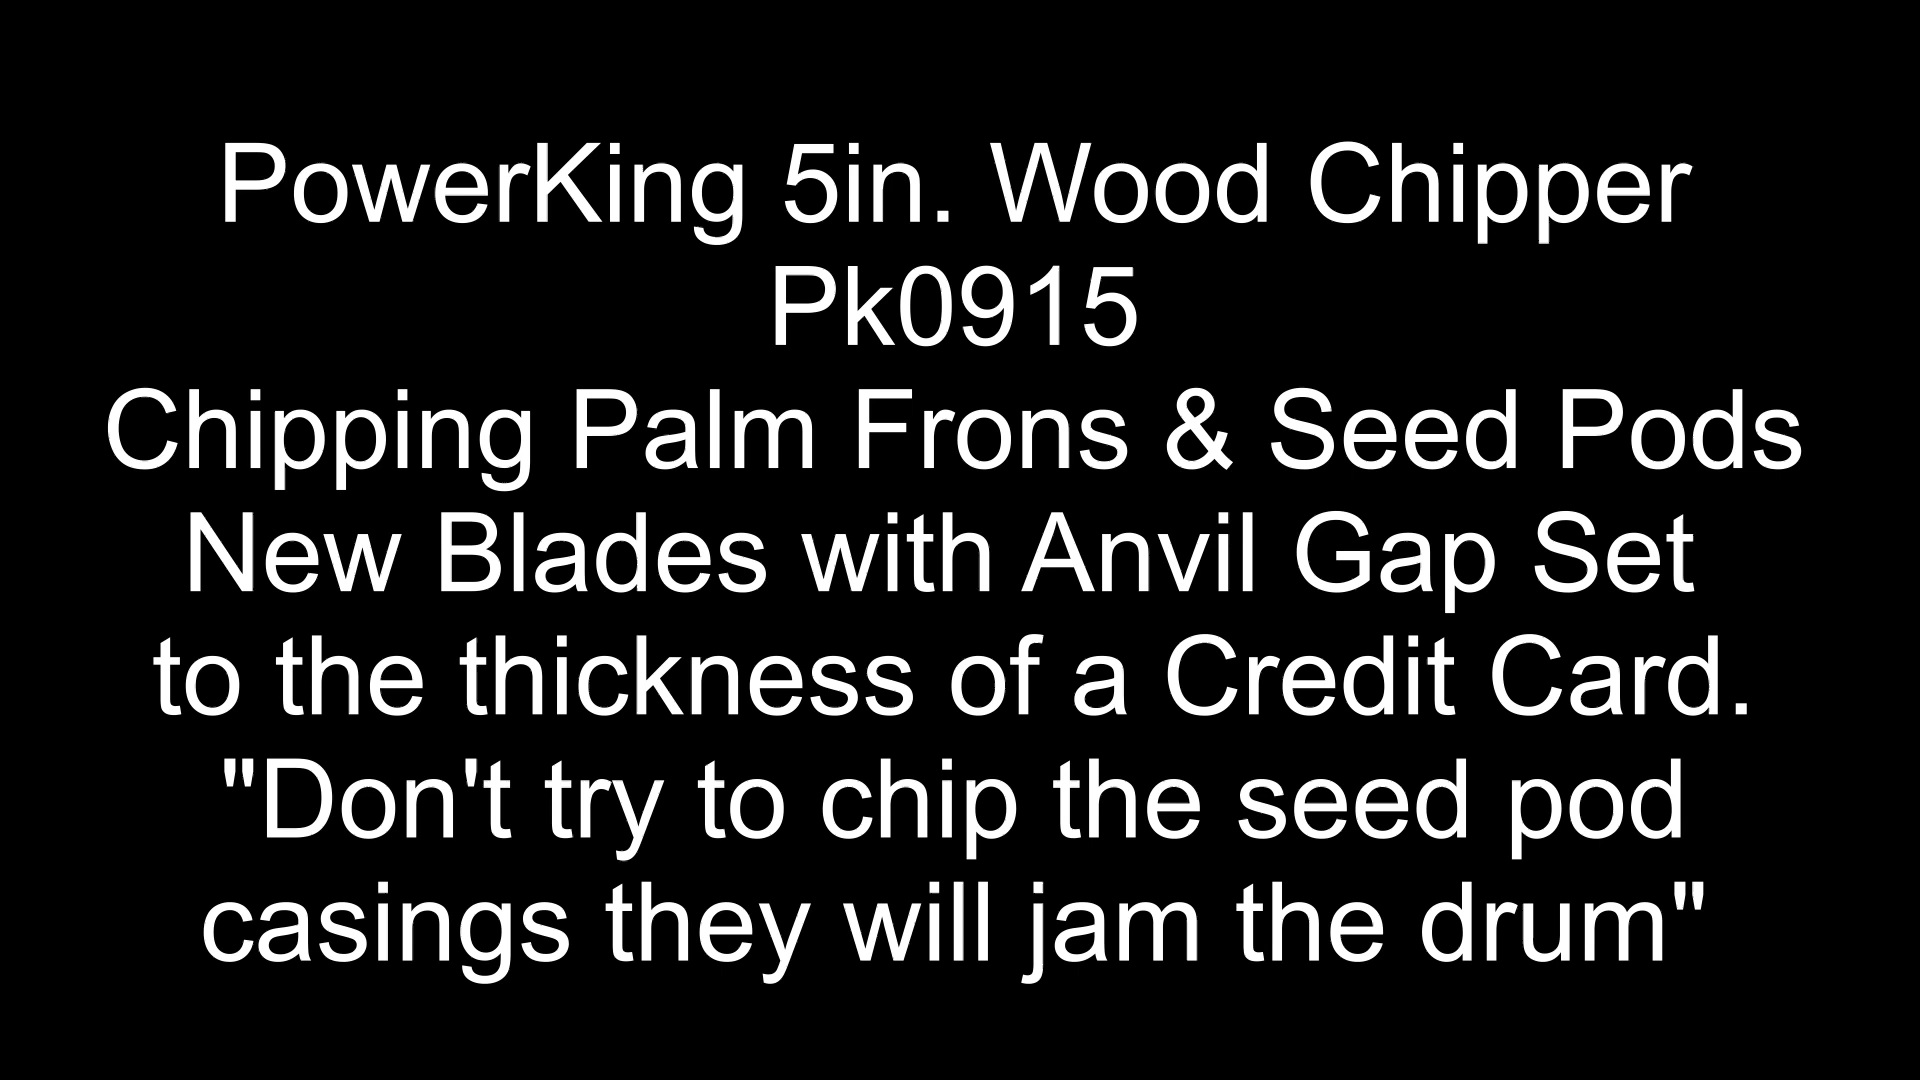 PowerKing 5in. Wood Chipper
Pk0915
Chipping Palm Frons & Seed Pods
New Blades with Anvil Gap Set
to the thickness of a Credit Card.
"Don't try to chip the seed pod
casings they will jam the drum"